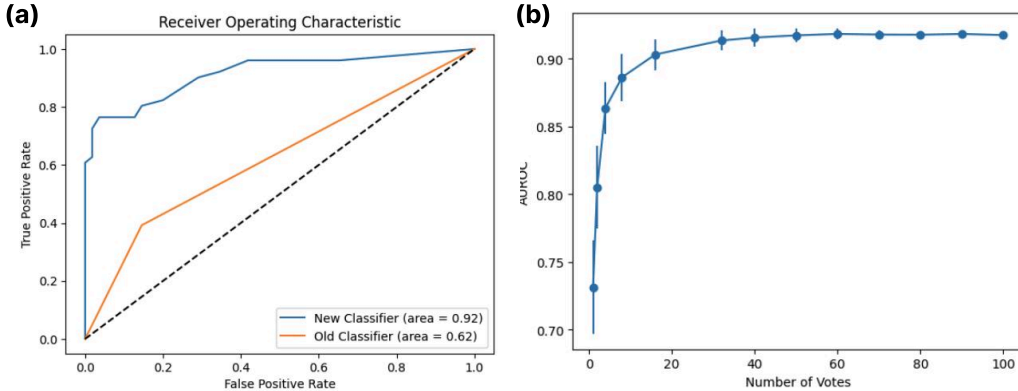 (a)
Receiver Operating Characteristic
1.0
0.8
0.6
0.4
0.2
0.0
True Positive Rate
New Classifier (area = 0.92)
Old Classifier (area = 0.62)
0.0 0.2 0.4 0.6 0.8 1.0
False Positive Rate
(b)
0.90
0.85
0.80
0.75
0.70
AUROC
0 20 40 60 80 100
Number of Votes